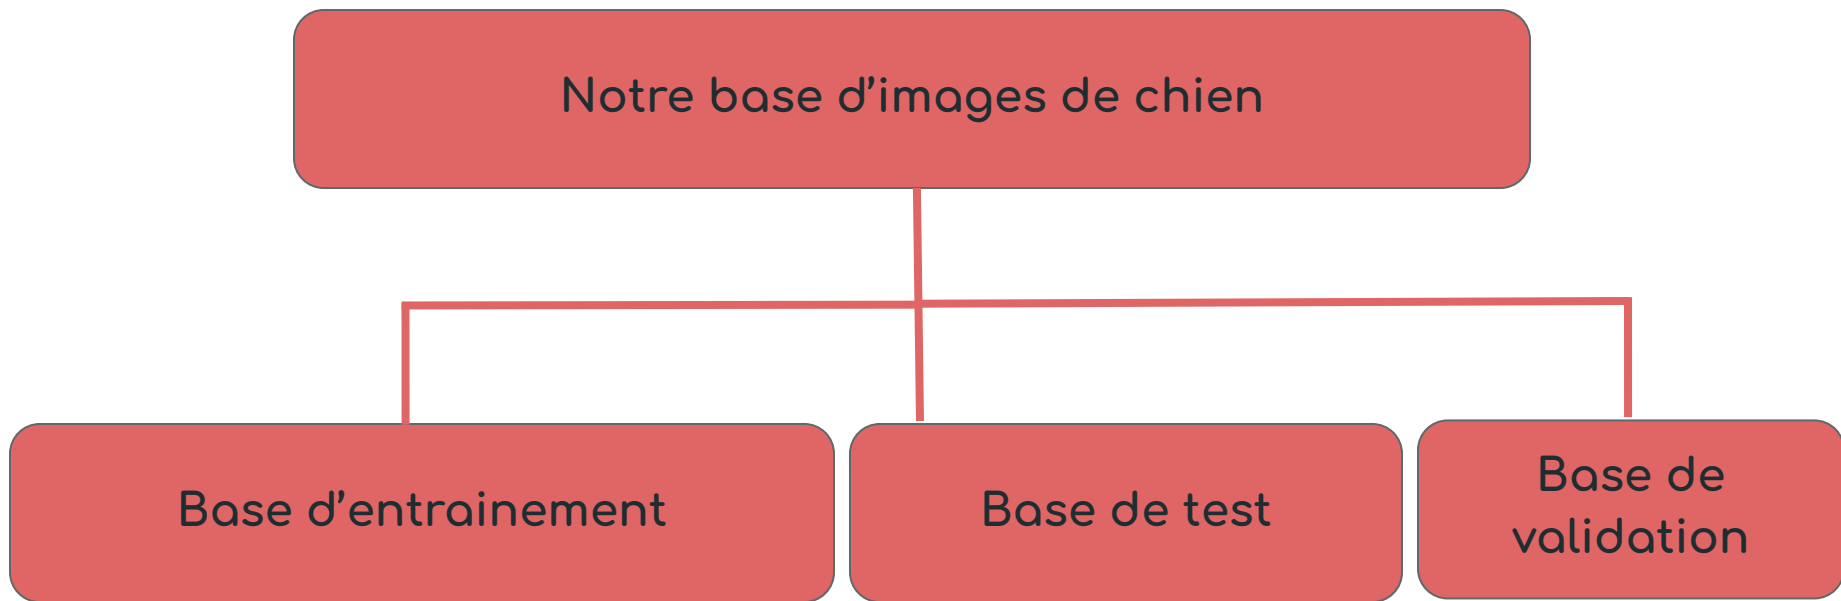 Notre base d'images de chien
Base d'entrainement
Base de test
Base de
validation